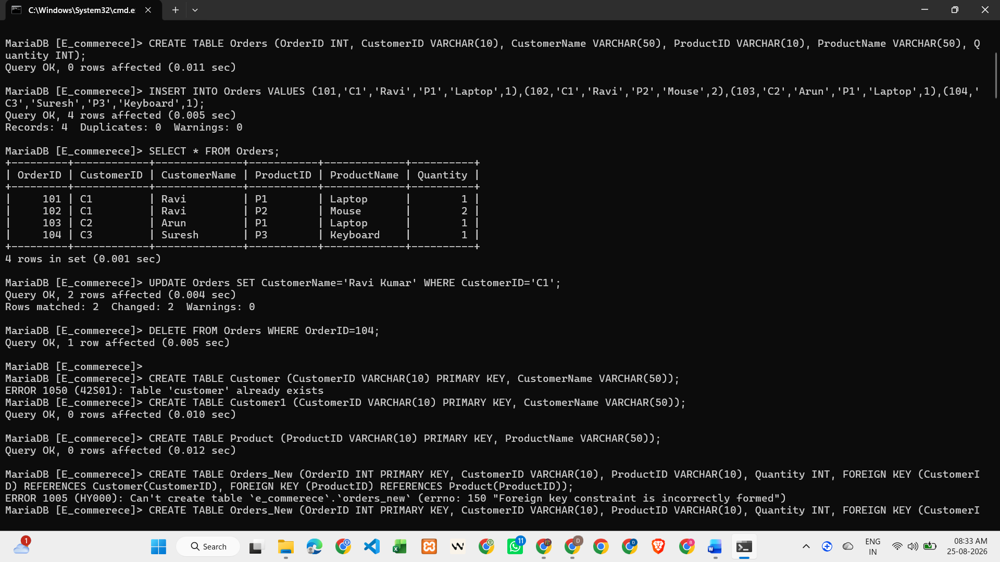 C:\Windows\System32\cmd.e
MariaDB [E_commerece]> CREATE TABLE Orders (OrderID INT, CustomerID VARCHAR(10), CustomerName VARCHAR(50), ProductID VARCHAR(10), ProductName VARCHAR(50), Q
uantity INT);
Query OK, 0 rows affected (0.011 sec)
MariaDB [E_commerece]> INSERT INTO Orders VALUES (101,'C1','Ravi','P1','Laptop',1),(102,'C1','Ravi','P2','Mouse',2),(103,'C2','Arun','P1','Laptop',1),(104,'
C3','Suresh','P3','Keyboard',1);
Query OK, 4 rows affected (0.005 sec)
Records: 4  Duplicates: 0  Warnings: 0
MariaDB [E_commerece]> SELECT * FROM Orders;
+---------+------------+--------------+-----------+-------------+----------+
| OrderID | CustomerID | CustomerName | ProductID | ProductName | Quantity |
+---------+------------+--------------+-----------+-------------+----------+
|     101 | C1         | Ravi         | P1        | Laptop      |        1 |
|     102 | C1         | Ravi         | P2        | Mouse       |        2 |
|     103 | C2         | Arun         | P1        | Laptop      |        1 |
|     104 | C3         | Suresh       | P3        | Keyboard    |        1 |
+---------+------------+--------------+-----------+-------------+----------+
4 rows in set (0.001 sec)
MariaDB [E_commerece]> UPDATE Orders SET CustomerName='Ravi Kumar' WHERE CustomerID='C1';
Query OK, 2 rows affected (0.004 sec)
Rows matched: 2  Changed: 2  Warnings: 0
MariaDB [E_commerece]> DELETE FROM Orders WHERE OrderID=104;
Query OK, 1 row affected (0.005 sec)
MariaDB [E_commerece]>
MariaDB [E_commerece]> CREATE TABLE Customer (CustomerID VARCHAR(10) PRIMARY KEY, CustomerName VARCHAR(50));
ERROR 1050 (42S01): Table 'customer' already exists
MariaDB [E_commerece]> CREATE TABLE Customer1 (CustomerID VARCHAR(10) PRIMARY KEY, CustomerName VARCHAR(50));
Query OK, 0 rows affected (0.010 sec)
MariaDB [E_commerece]> CREATE TABLE Product (ProductID VARCHAR(10) PRIMARY KEY, ProductName VARCHAR(50));
Query OK, 0 rows affected (0.012 sec)
MariaDB [E_commerece]> CREATE TABLE Orders_New (OrderID INT PRIMARY KEY, CustomerID VARCHAR(10), ProductID VARCHAR(10), Quantity INT, FOREIGN KEY (CustomerI
D) REFERENCES Customer(CustomerID), FOREIGN KEY (ProductID) REFERENCES Product(ProductID));
ERROR 1005 (HY000): Can't create table `e_commerece`.`orders_new` (errno: 150 "Foreign key constraint is incorrectly formed")
MariaDB [E_commerece]> CREATE TABLE Orders_New (OrderID INT PRIMARY KEY, CustomerID VARCHAR(10), ProductID VARCHAR(10), Quantity INT, FOREIGN KEY (CustomerI
1
Search
11
D
D
B
ENG
IN
08:33 AM
25-08-2026